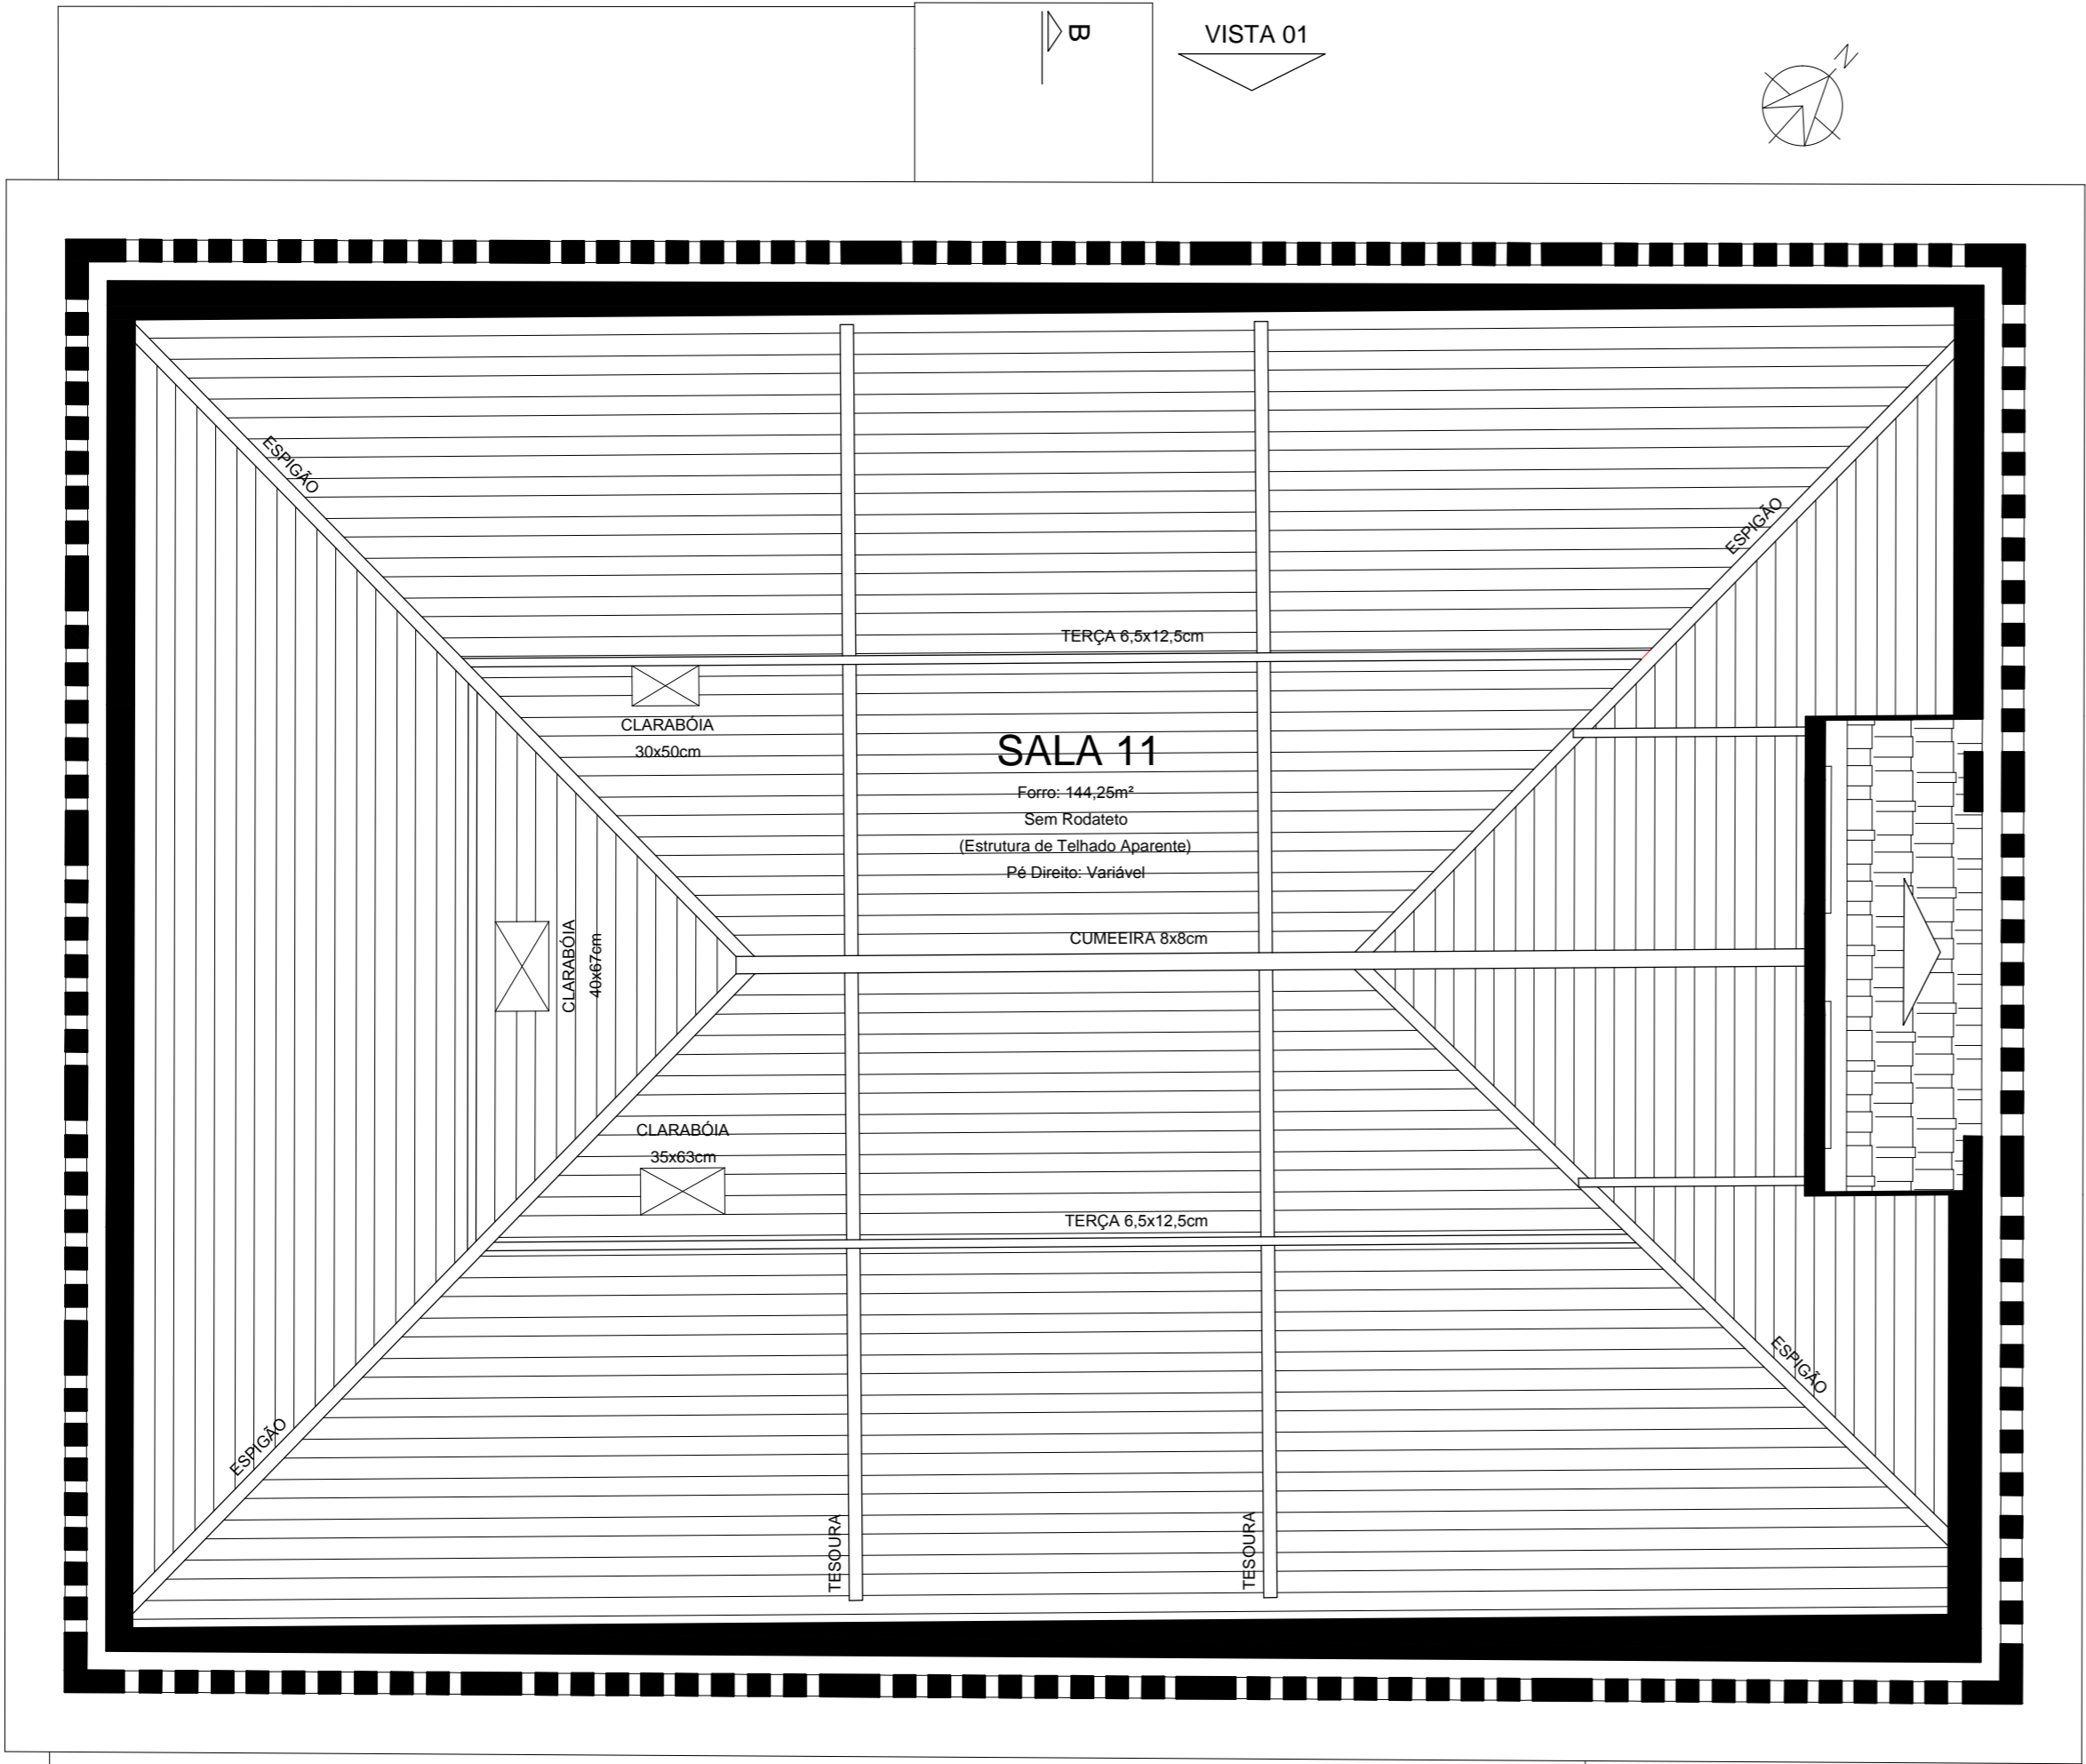 B
VISTA 01
N
ESPIGÃO
ESPIGÃO
TERÇA 6,5x12,5cm
CLARABÓIA
30x50cm
SALA 11
Forro: 144,25m²
Sem Rodateto
(Estrutura de Telhado Aparente)
Pé Direito: Variável
CUMEEIRA 8x8cm
CLARABÓIA
40x67cm
CLARABÓIA
35x63cm
TERÇA 6,5x12,5cm
ESPIGÃO
ESPIGÃO
TESOURA
TESOURA